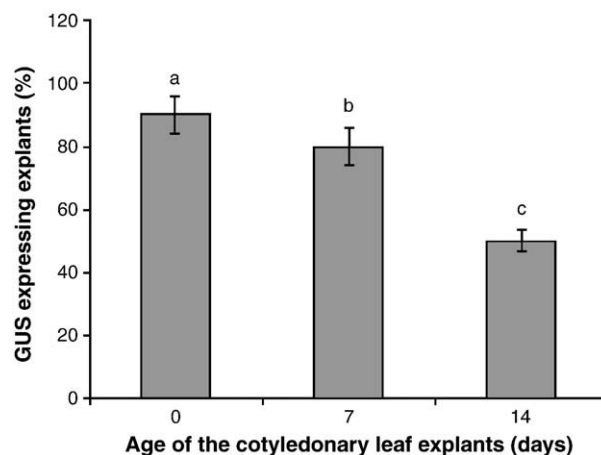 GUS expressing explants (%)
120
100
80
60
40
20
0
a
b
c
0 7 14
Age of the cotyledonary leaf explants (days)